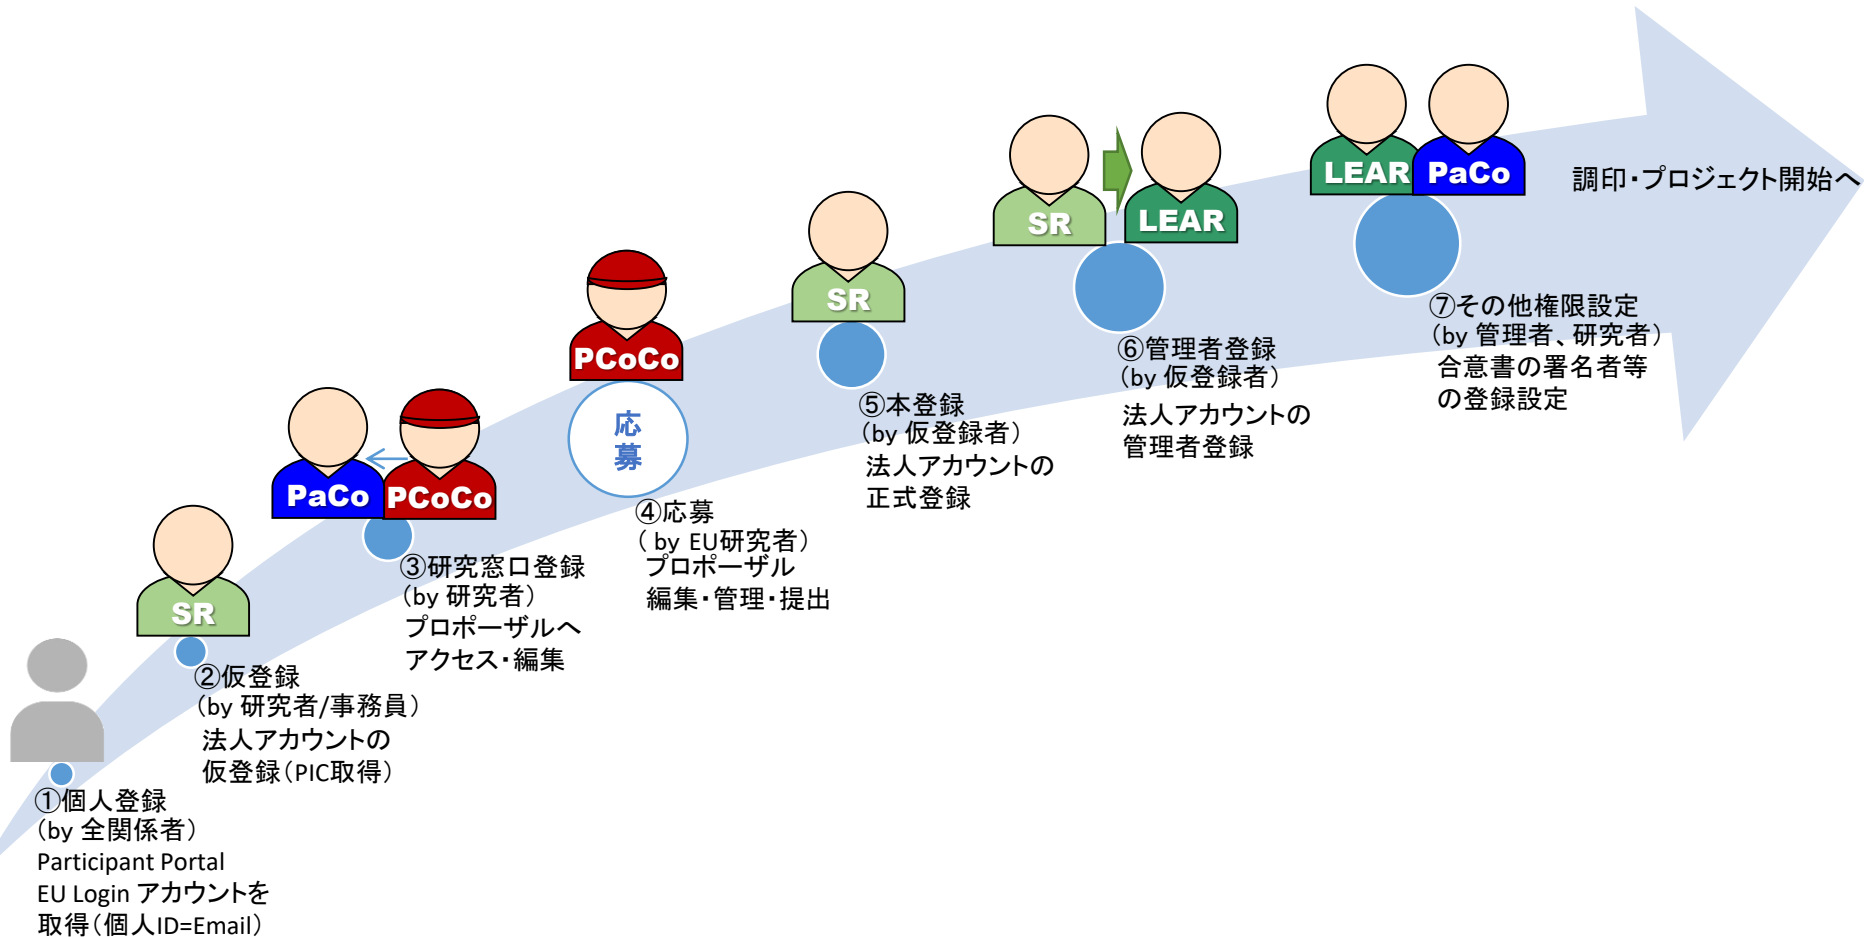 SR
①個人登録
(by 全関係者)
Participant Portal
EU Login アカウントを
取得(個人ID=Email)
②仮登録
(by 研究者/事務員)
法人アカウントの
仮登録(PIC取得)
PaCo
PCoCo
③研究窓口登録
(by 研究者)
プロポーザルへ
アクセス・編集
PCoCo
応
募
④応募
( by EU研究者)
プロポーザル
編集・管理・提出
SR
⑤本登録
(by 仮登録者)
法人アカウントの
正式登録
SR
LEAR
⑥管理者登録
(by 仮登録者)
法人アカウントの
管理者登録
LEAR
PaCo
⑦その他権限設定
(by 管理者、研究者)
合意書の署名者等
の登録設定
調印・プロジェクト開始へ